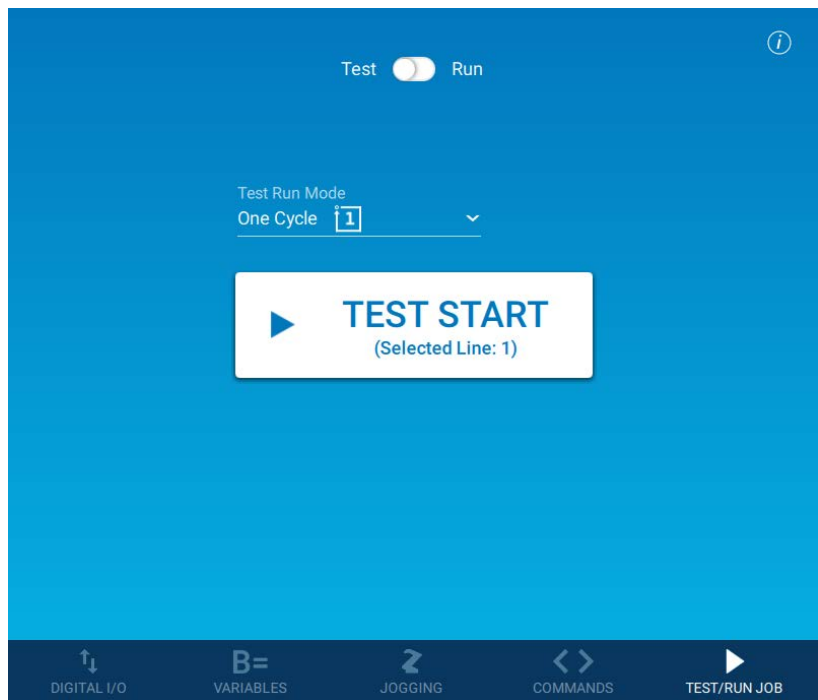 i
Test Run
Test Run Mode
One Cycle 1
TEST START
(Selected Line: 1)
B=
DIGITAL I/O VARIABLES JOGGING COMMANDS TEST/RUN JOB